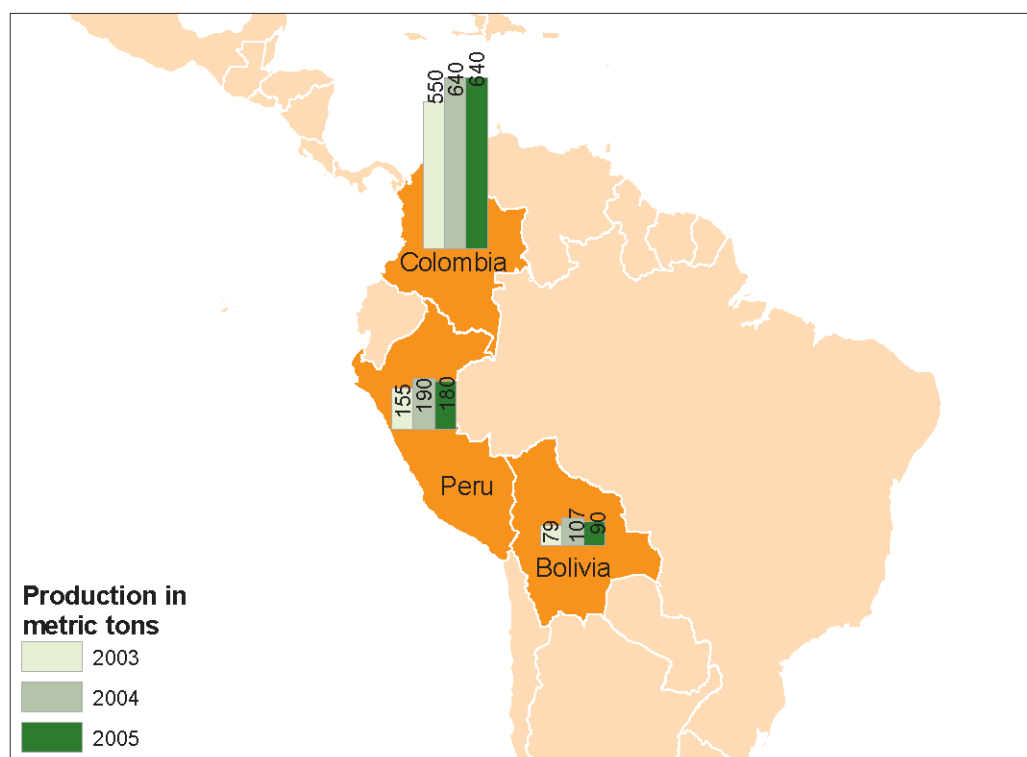 550
640
640
Colombia
155
190
180
Peru
79
107
90
Bolivia
Production in
metric tons
2003
2004
2005